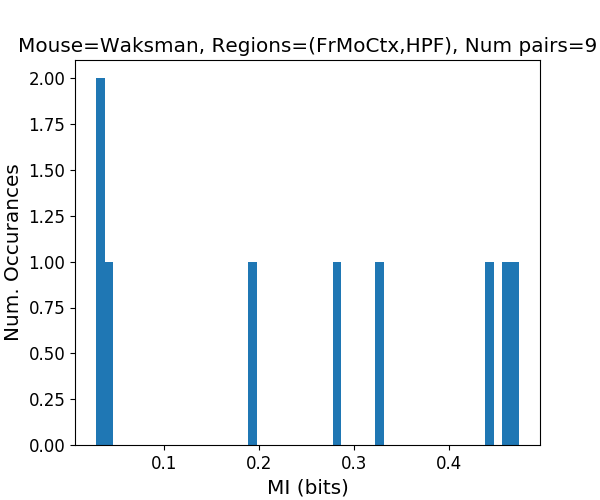 Mouse=Waksman, Regions=(FrMoCtx,HPF), Num pairs=9
Num. Occurances
2.00
1.75
1.50
1.25
1.00
0.75
0.50
0.25
0.00
0.1 0.2 0.3 0.4
MI (bits)